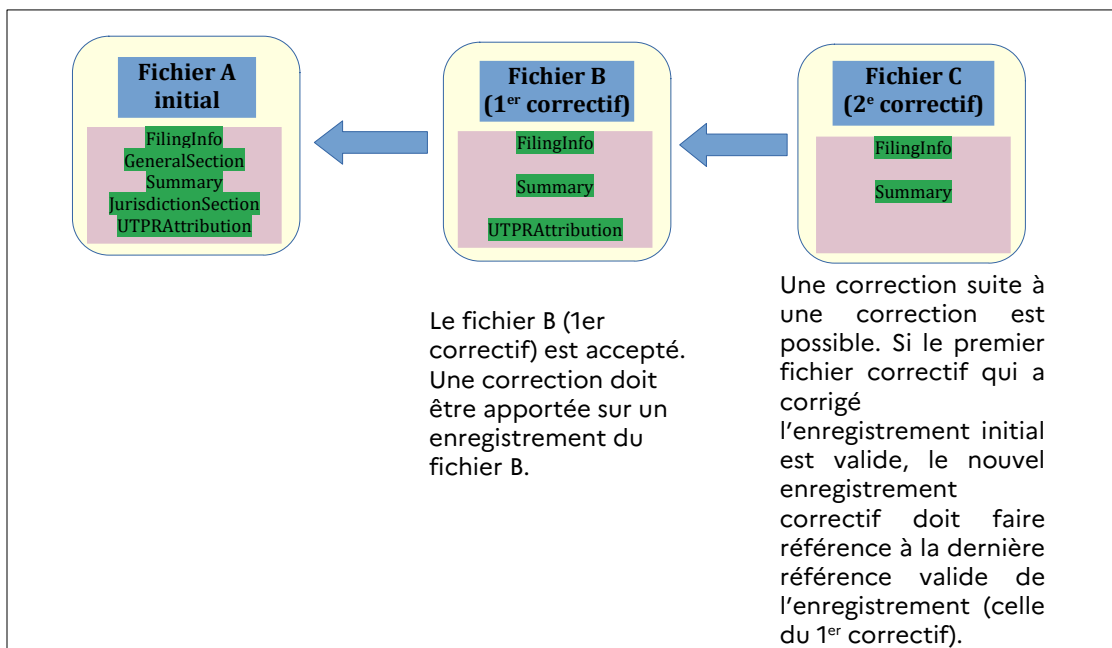 Fichier A
initial
FilingInfo
GeneralSection
Summary
JurisdictionSection
UTPRAttribution
Fichier B
(1er correctif)
FilingInfo
Summary
UTPRAttribution
Fichier C
(2e correctif)
FilingInfo
Summary
Le fichier B (1er
correctif) est accepté.
Une correction doit
être apportée sur un
enregistrement du
fichier B.
Une correction suite à
une correction est
possible. Si le premier
fichier correctif qui a
corrigé
l’enregistrement initial
est valide, le nouvel
enregistrement
correctif doit faire
référence à la dernière
référence valide de
l’enregistrement (celle
du 1er correctif).